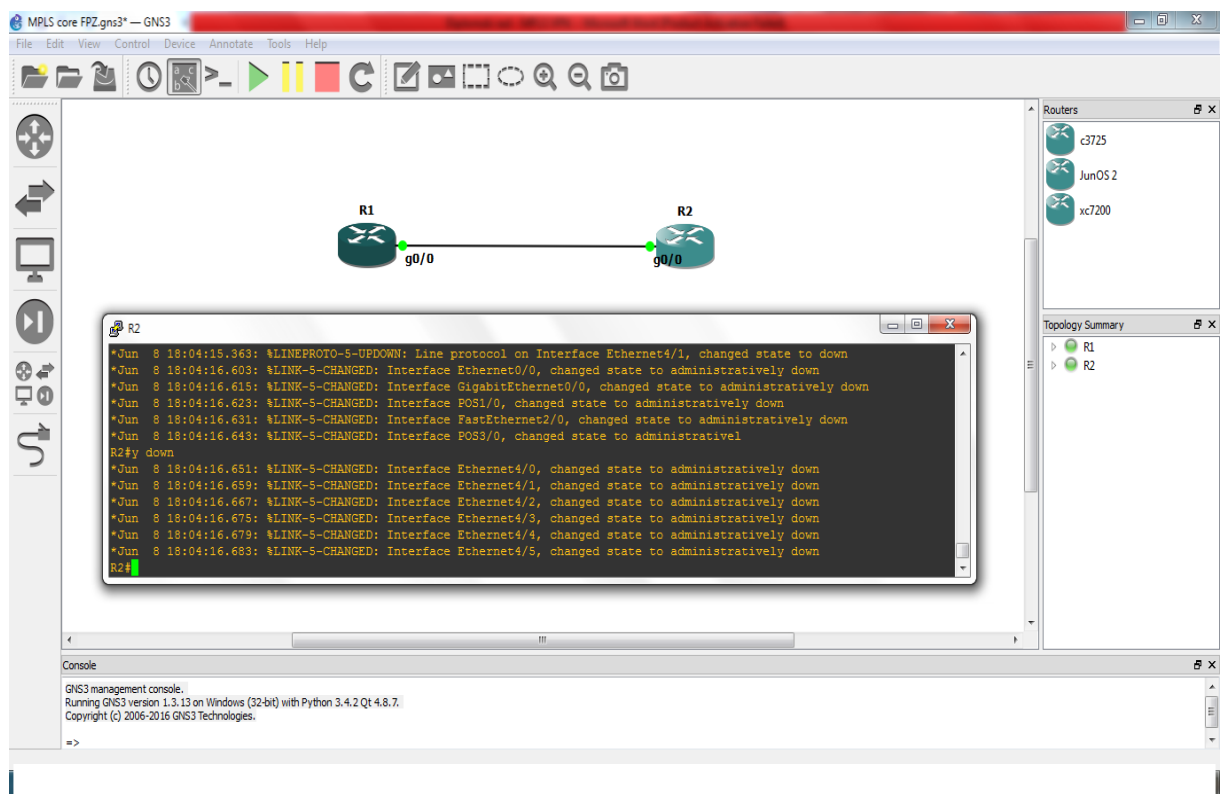 MPLS core FPZ.gns3* — GNS3
File Edit View Control Device Annotate Tools Help
Routers
c3725
JunOS 2
xc7200
R1
R2
g0/0
g0/0
R2
*Jun 8 18:04:15.363: %LINEPROTO-5-UPDOWN: Line protocol on Interface Ethernet4/1, changed state to down
*Jun 8 18:04:16.603: %LINK-5-CHANGED: Interface Ethernet0/0, changed state to administratively down
*Jun 8 18:04:16.615: %LINK-5-CHANGED: Interface GigabitEthernet0/0, changed state to administratively down
*Jun 8 18:04:16.623: %LINK-5-CHANGED: Interface POS1/0, changed state to administratively down
*Jun 8 18:04:16.631: %LINK-5-CHANGED: Interface FastEthernet2/0, changed state to administratively down
*Jun 8 18:04:16.643: %LINK-5-CHANGED: Interface POS3/0, changed state to administrativel
R2#y down
*Jun 8 18:04:16.651: %LINK-5-CHANGED: Interface Ethernet4/0, changed state to administratively down
*Jun 8 18:04:16.659: %LINK-5-CHANGED: Interface Ethernet4/1, changed state to administratively down
*Jun 8 18:04:16.667: %LINK-5-CHANGED: Interface Ethernet4/2, changed state to administratively down
*Jun 8 18:04:16.675: %LINK-5-CHANGED: Interface Ethernet4/3, changed state to administratively down
*Jun 8 18:04:16.679: %LINK-5-CHANGED: Interface Ethernet4/4, changed state to administratively down
*Jun 8 18:04:16.683: %LINK-5-CHANGED: Interface Ethernet4/5, changed state to administratively down
R2#
Topology Summary
R1
R2
Console
GNS3 management console.
Running GNS3 version 1.3.13 on Windows (32-bit) with Python 3.4.2 Qt 4.8.7.
Copyright (c) 2006-2016 GNS3 Technologies.
=>